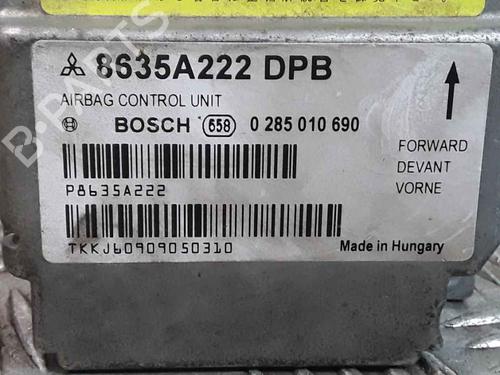 8635A222 DPB
AIRBAG CONTROL UNIT
BOSCH 658 0 285 010 690
FORWARD
DEVANT
VORNE
P8635A222
TKKJ60909050310
Made in Hungary
B-PARTS